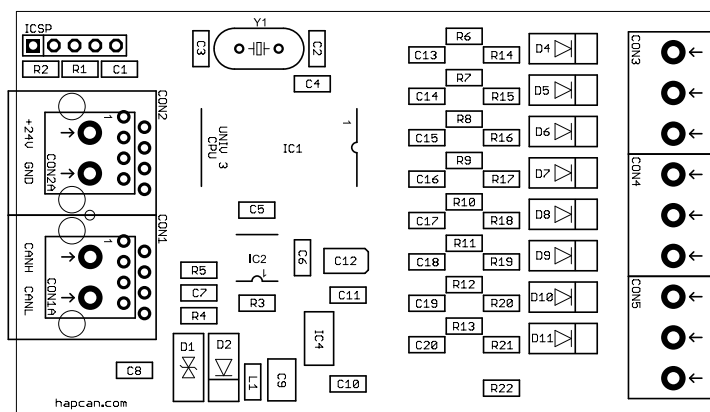 ICSP
R2 R1 C1
C3
Y1
C2
C4
R6
C13 R14 D4
R7
C14 R15 D5
R8
C15 R16 D6
R9
C16 R17 D7
R10
C17 R18 D8
R11
C18 R19 D9
R12
C19 R20 D10
R13
C20 R21 D11
R22
CON3
CON4
CON5
CON2
+24V GND
CON2A
1
UNIV 3
CPU
IC1
1
C5
CON1
CANH CANL
CON1A
1
IC2
1
C6
C12
R5
C7
R3
C11
R4
IC4
D1
D2
C8
L1
C9
C10
hapcan.com